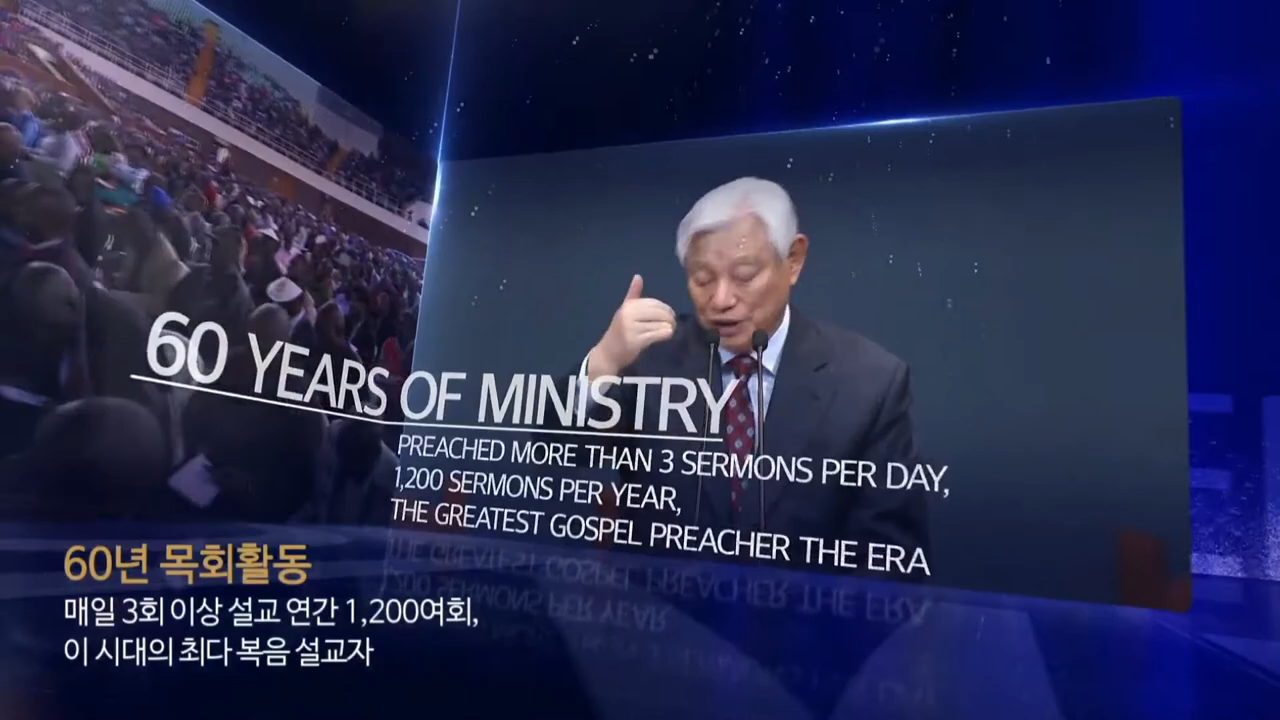 60 YEARS OF MINISTRY
PREACHED MORE THAN 3 SERMONS PER DAY,
1,200 SERMONS PER YEAR,
THE GREATEST GOSPEL PREACHER THE ERA
60년 목회활동
매일 3회 이상 설교 연간 1,200여회,
이 시대의 최다 복음 설교자